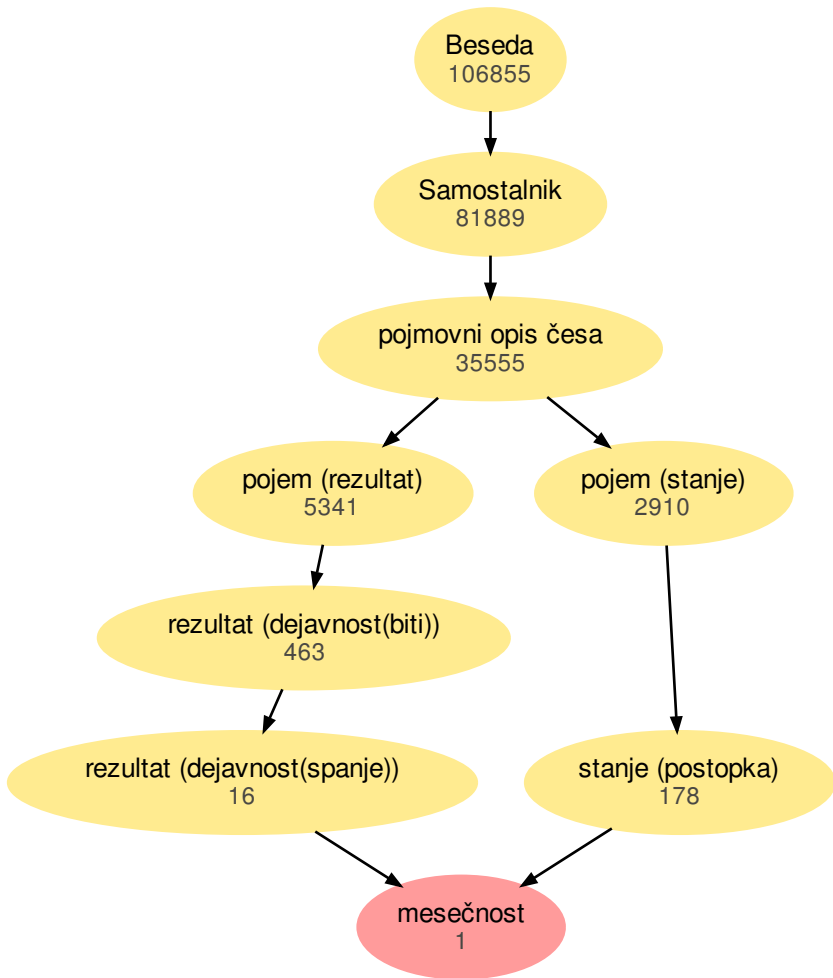 Beseda
106855
Samostalnik
81889
pojmovni opis česa
35555
pojem (rezultat)
5341
pojem (stanje)
2910
rezultat (dejavnost(biti))
463
rezultat (dejavnost(spanje))
16
stanje (postopka)
178
mesečnost
1